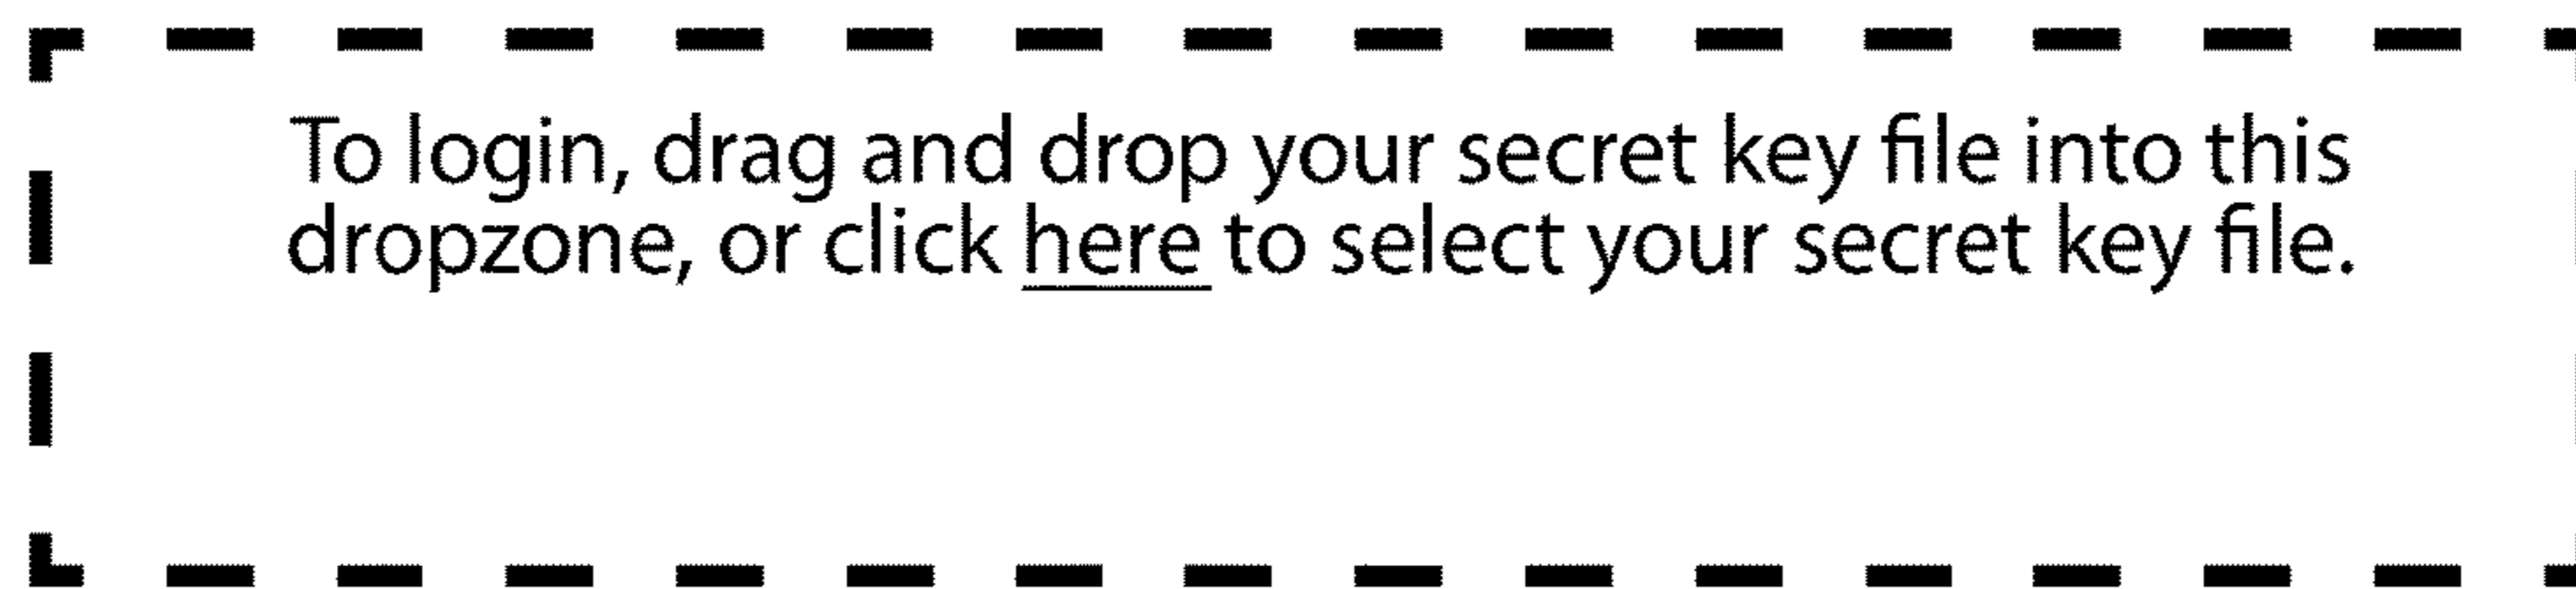 To login, drag and drop your secret key file into this
dropzone, or click here to select your secret key file.